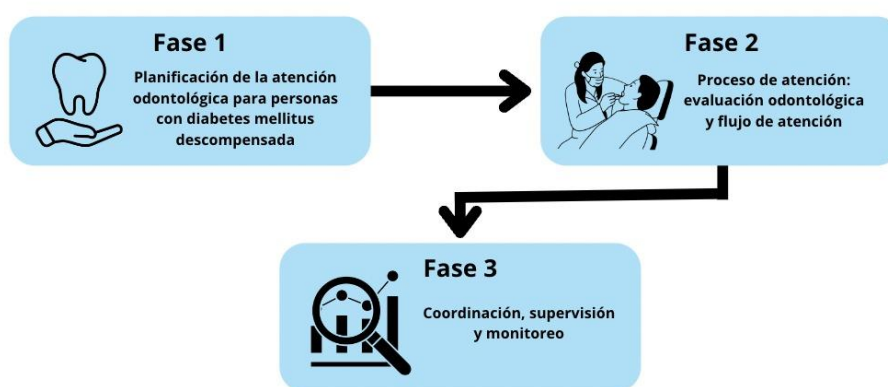 Fase 1
Planificación de la atención
odontológica para personas
con diabetes mellitus
descompensada
Fase 2
Proceso de atención:
evaluación odontológica
y flujo de atención
Fase 3
Coordinación, supervisión
y monitoreo